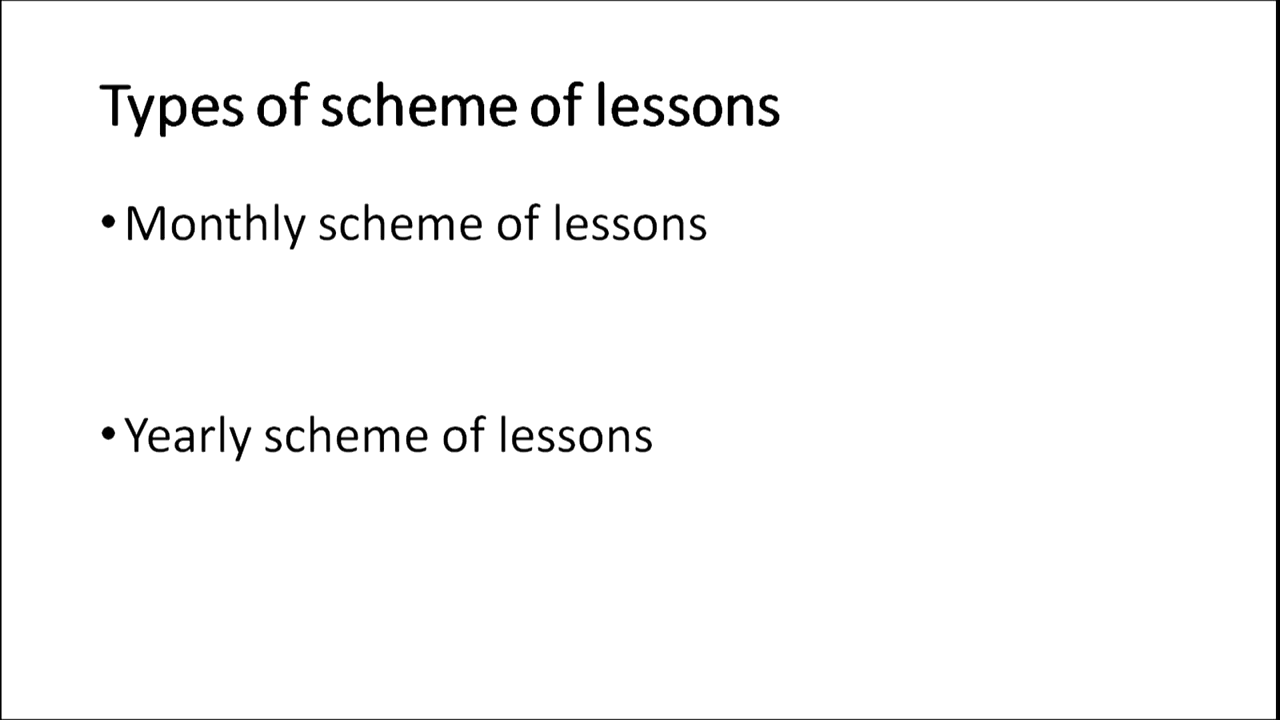 Types of scheme of lessons
•Monthly scheme of lessons
•Yearly scheme of lessons